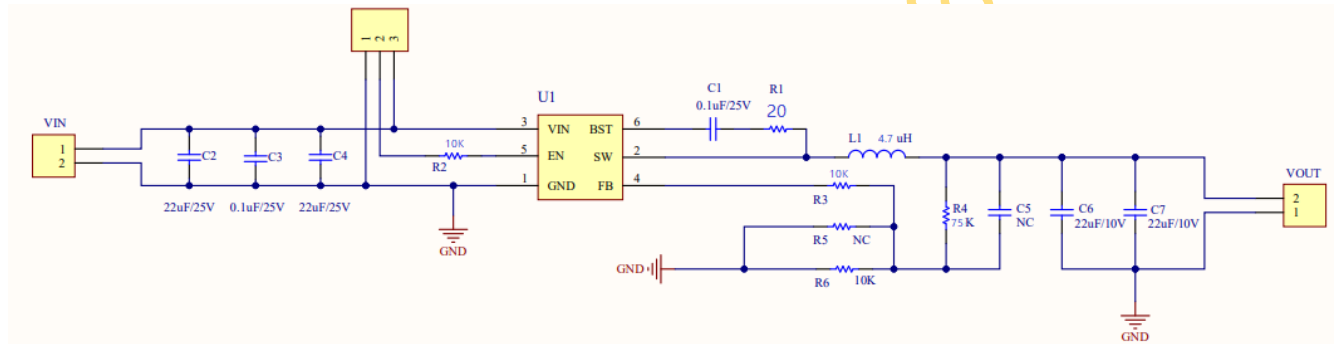 1 2 3
VIN
1
2
C2
22uF/25V
C3
0.1uF/25V
C4
22uF/25V
R2
10K
GND
U1
3 VIN BST 6
5 EN SW 2
1 GND FB 4
C1
0.1uF/25V
R1
20
L1 4.7 uH
10K
R3
R5 NC
R6 10K
GND
R4
75 K
C5
NC
C6
22uF/10V
C7
22uF/10V
GND
VOUT
2
1